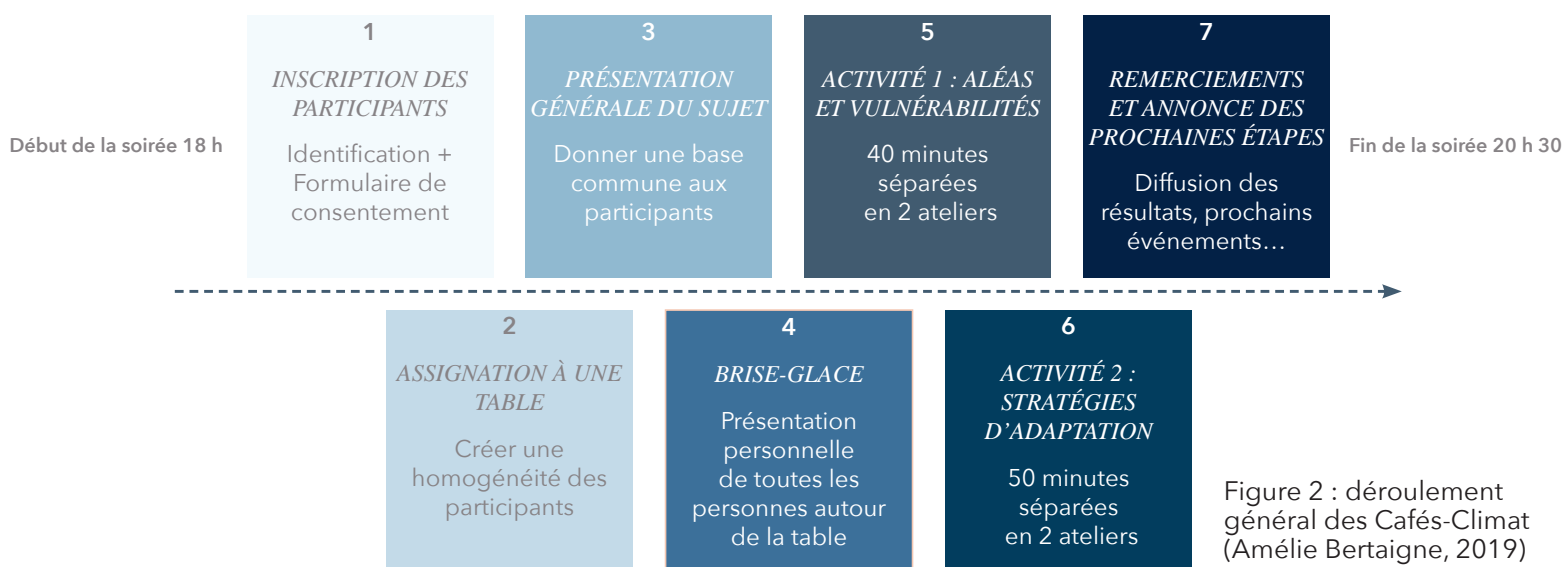 Début de la soirée 18 h
1
INSCRIPTION DES
PARTICIPANTS
Identification +
Formulaire de
consentement
2
ASSIGNATION À UNE
TABLE
Créer une
homogénéité des
participants
3
PRÉSENTATION
GÉNÉRALE DU SUJET
Donner une base
commune aux
participants
4
BRISE-GLACE
Présentation
personnelle
de toutes les
personnes autour
de la table
5
ACTIVITÉ 1 : ALÉAS
ET VULNÉRABILITÉS
40 minutes
séparées
en 2 ateliers
6
ACTIVITÉ 2 :
STRATÉGIES
D'ADAPTATION
50 minutes
séparées
en 2 ateliers
7
REMERCIEMENTS
ET ANNONCE DES
PROCHAINES ÉTAPES
Diffusion des
résultats, prochains
événements…
Fin de la soirée 20 h 30
Figure 2 : déroulement
général des Cafés-Climat
(Amélie Bertaigne, 2019)